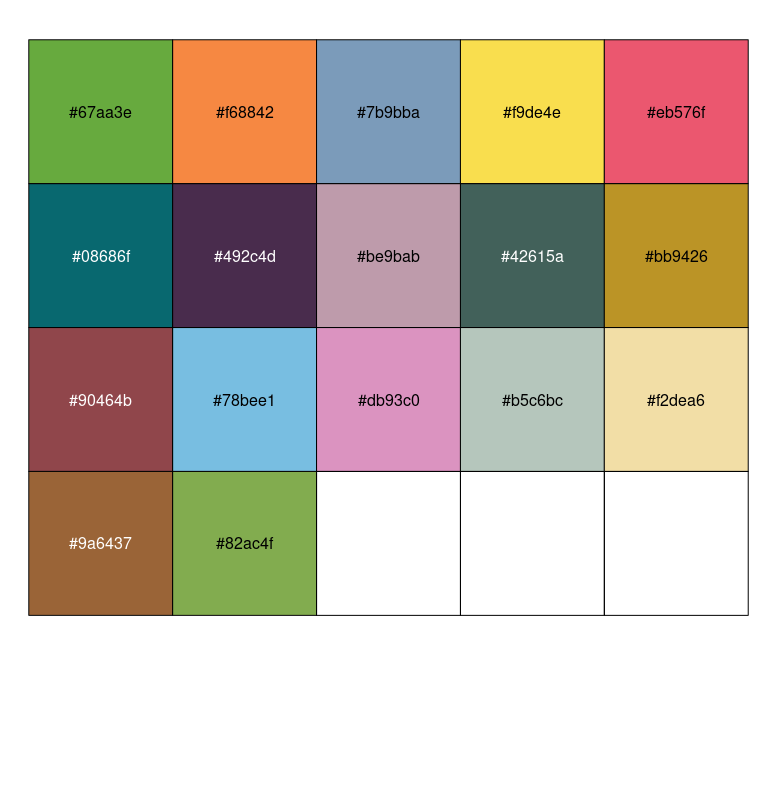 #67aa3e #f68842 #7b9bba #f9de4e #eb576f
#08686f #492c4d #be9bab #42615a #bb9426
#90464b #78bee1 #db93c0 #b5c6bc #f2dea6
#9a6437 #82ac4f